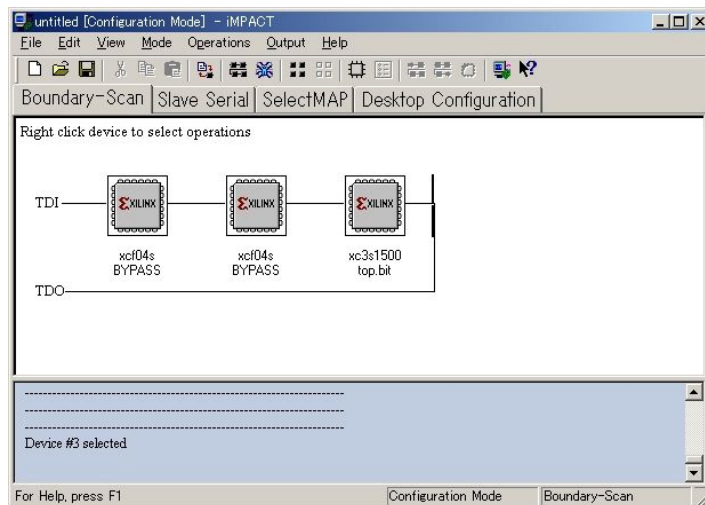 untitled [Configuration Mode] - iMPACT
File Edit View Mode Operations Output Help
Boundary-Scan Slave Serial SelectMAP Desktop Configuration
Right click device to select operations
TDI XILINX XILINX XILINX
xcf04s xcf04s xc3s1500
BYPASS BYPASS top.bit
TDO
----------------------------------------------------------------------
----------------------------------------------------------------------
----------------------------------------------------------------------
Device #3 selected
For Help, press F1 Configuration Mode Boundary-Scan